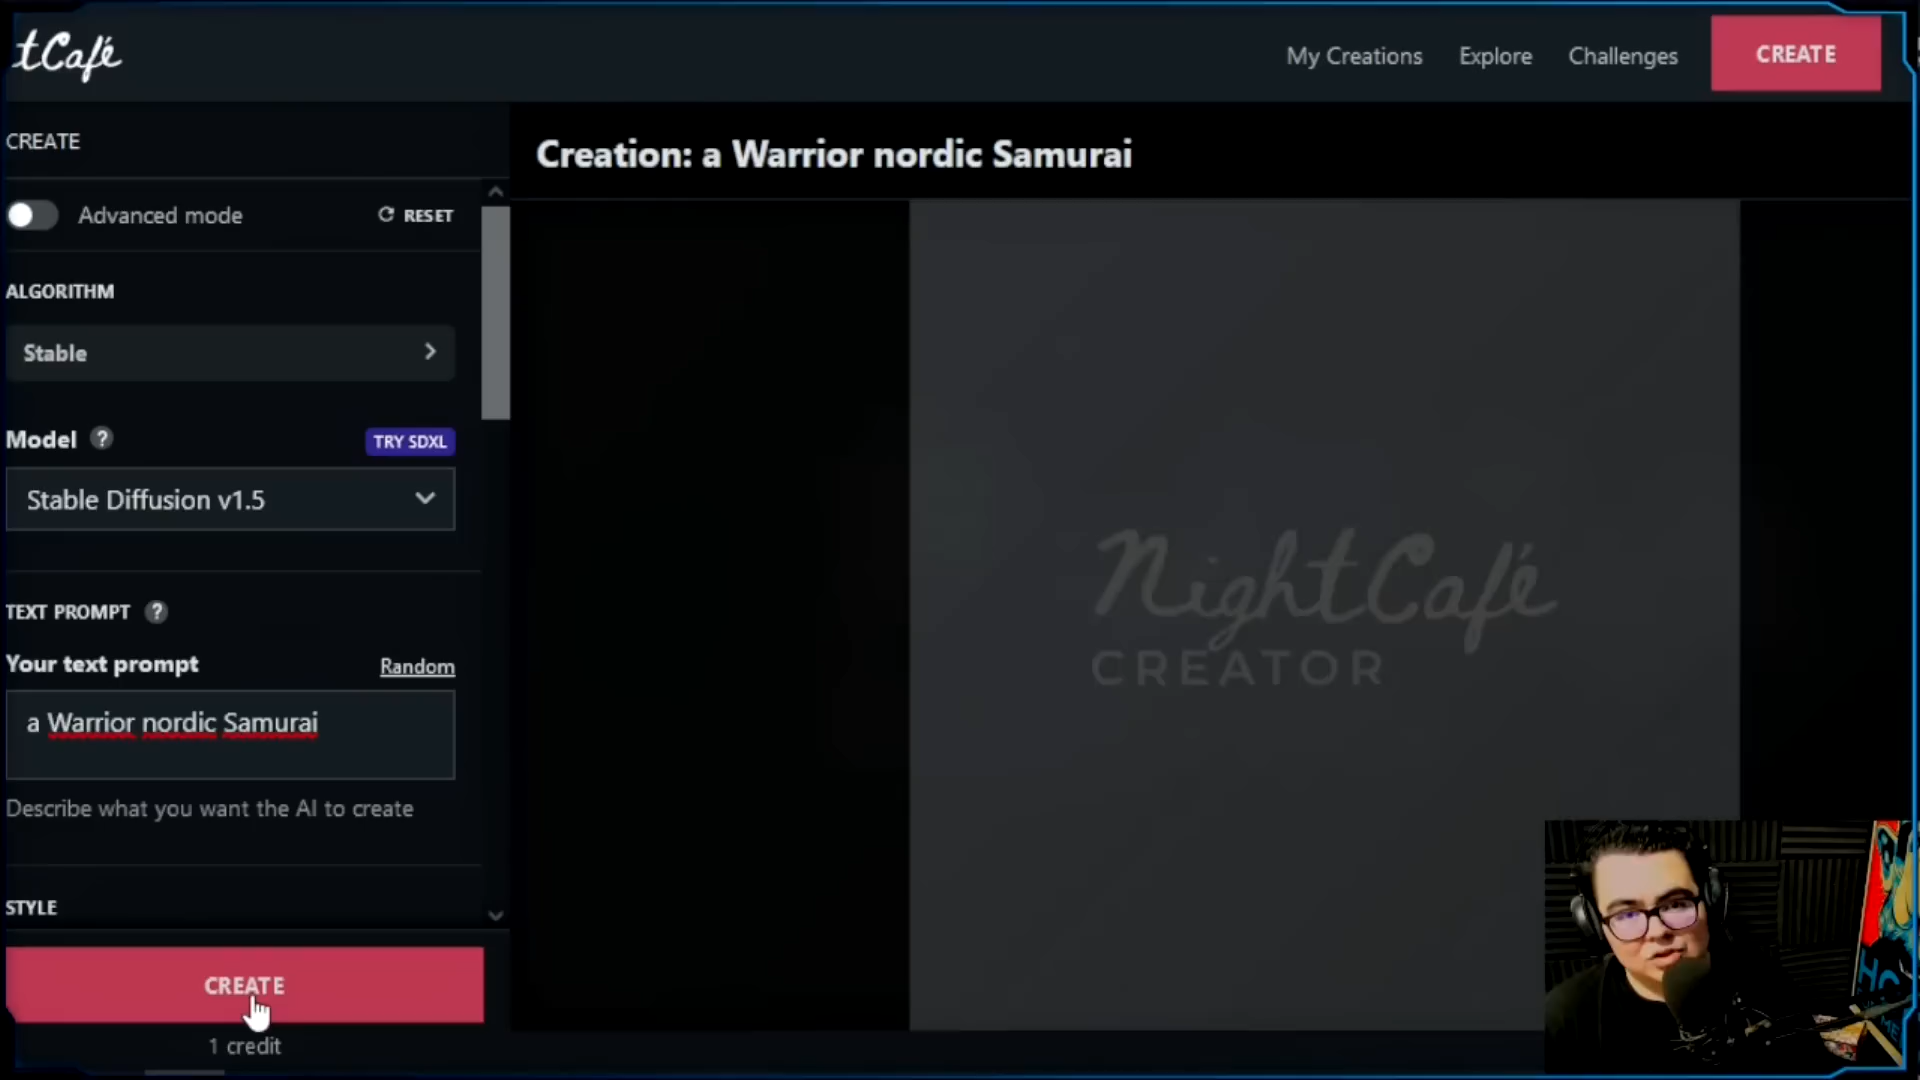 tCafé
My Creations
Explore
Challenges
CREATE
CREATE
Creation: a Warrior nordic Samurai
Advanced mode
RESET
ALGORITHM
Stable
Model ?
TRY SDXL
Stable Diffusion v1.5
TEXT PROMPT ?
Your text prompt
Random
a Warrior nordic Samurai
Describe what you want the AI to create
STYLE
CREATE
1 credit
NightCafé
CREATOR